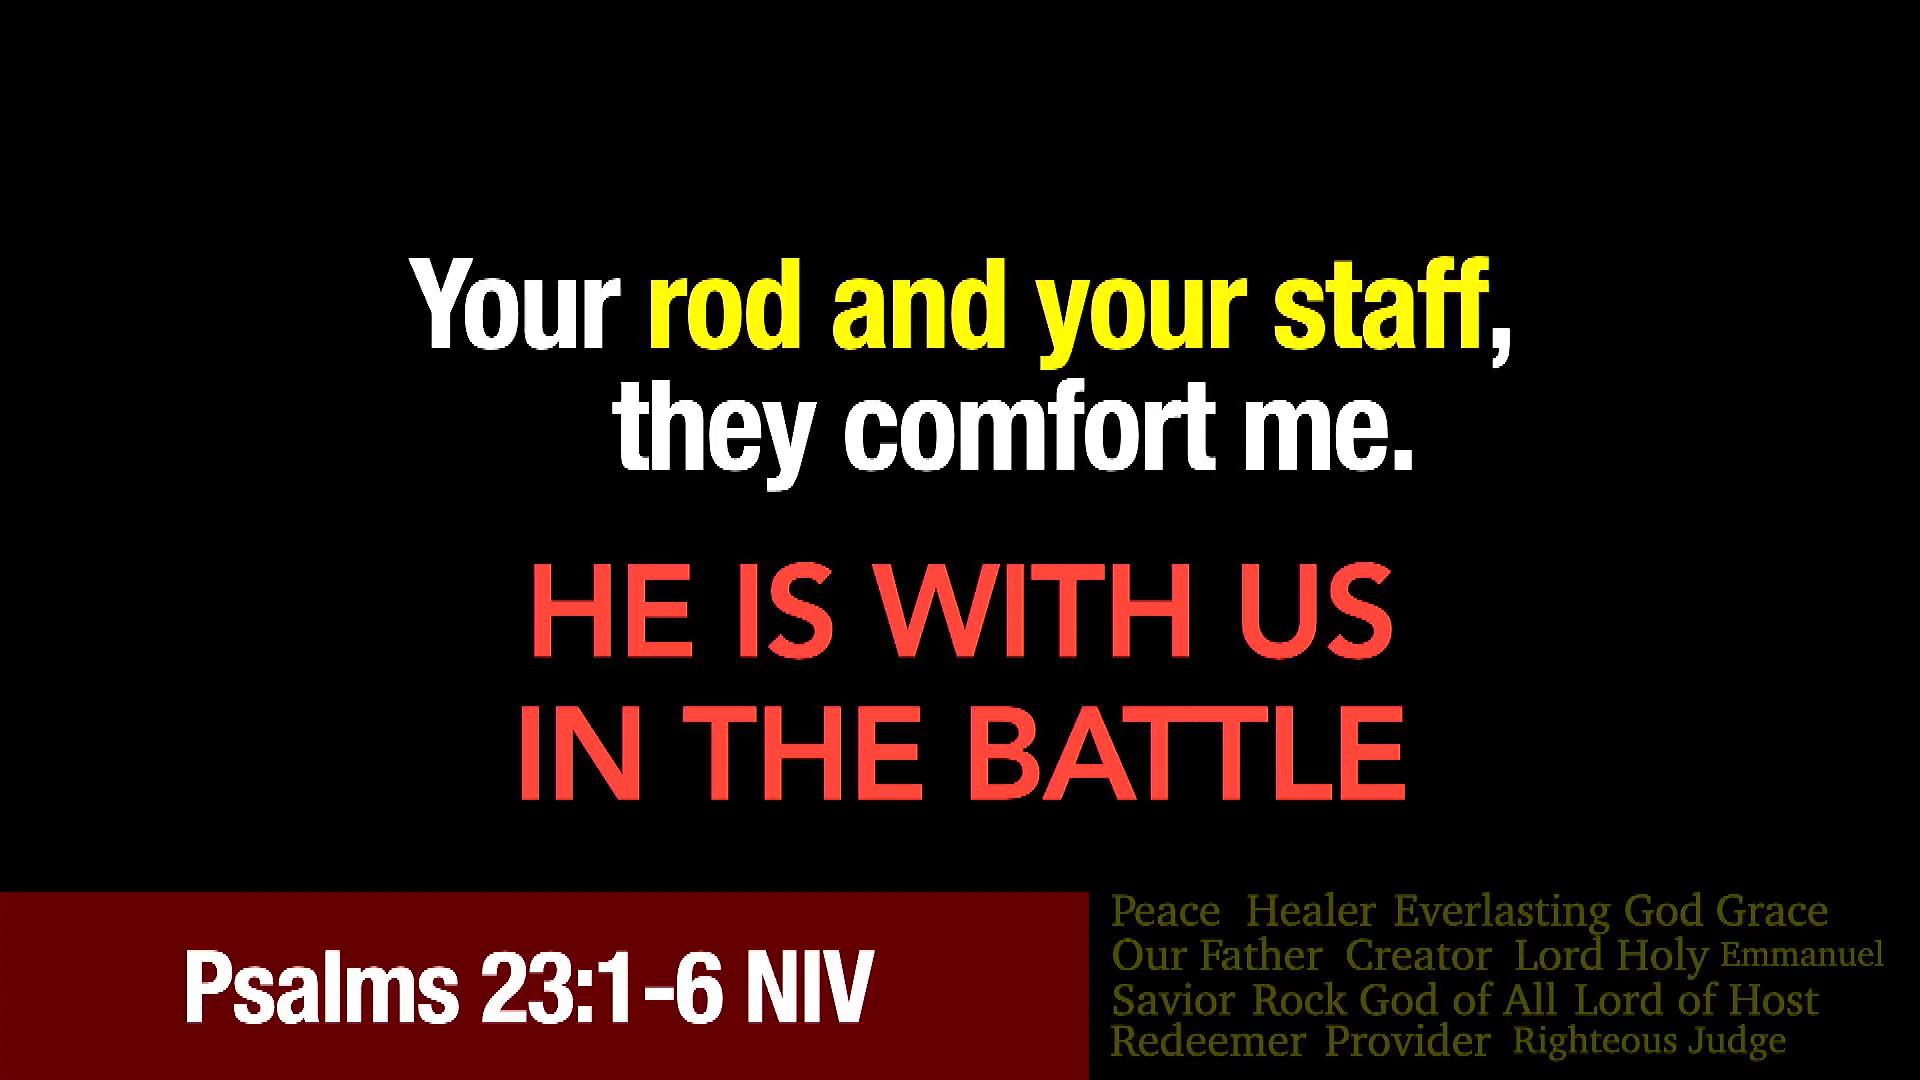 Your rod and your staff,
they comfort me.
HE IS WITH US
IN THE BATTLE
Psalms 23:1-6 NIV
Peace Healer Everlasting God Grace
Our Father Creator Lord Holy Emmanuel
Savior Rock God of All Lord of Host
Redeemer Provider Righteous Judge